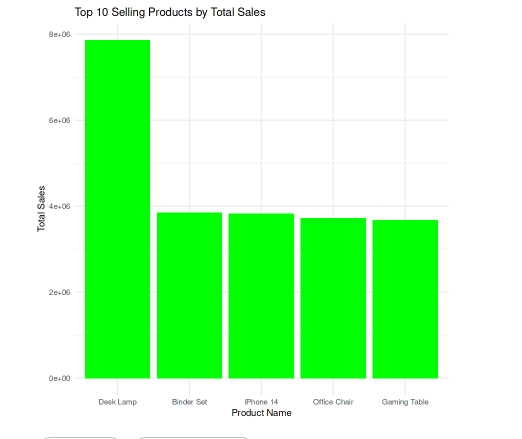 Top 10 Selling Products by Total Sales
8e+06
6e+06
4e+06
2e+06
0e+00
Total Sales
Desk Lamp Binder Set iPhone 14 Office Chair Gaming Table
Product Name